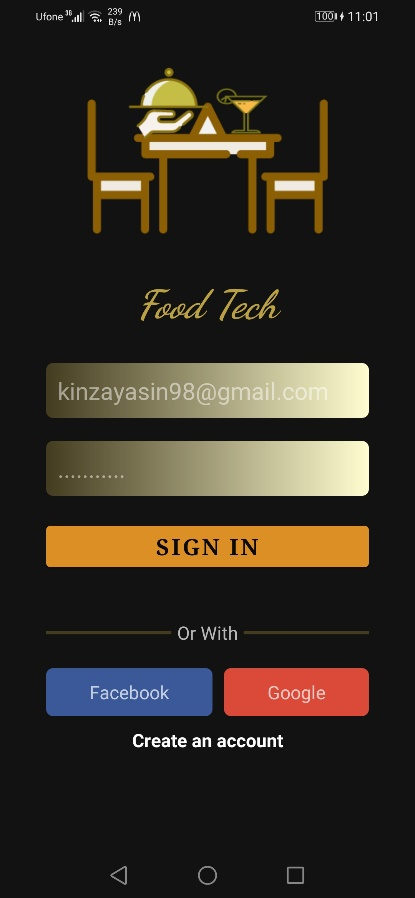 Ufone 3G 239 B/s 100 11:01
Food Tech
kinzayasin98@gmail.com
...........
SIGN IN
Or With
Facebook Google
Create an account